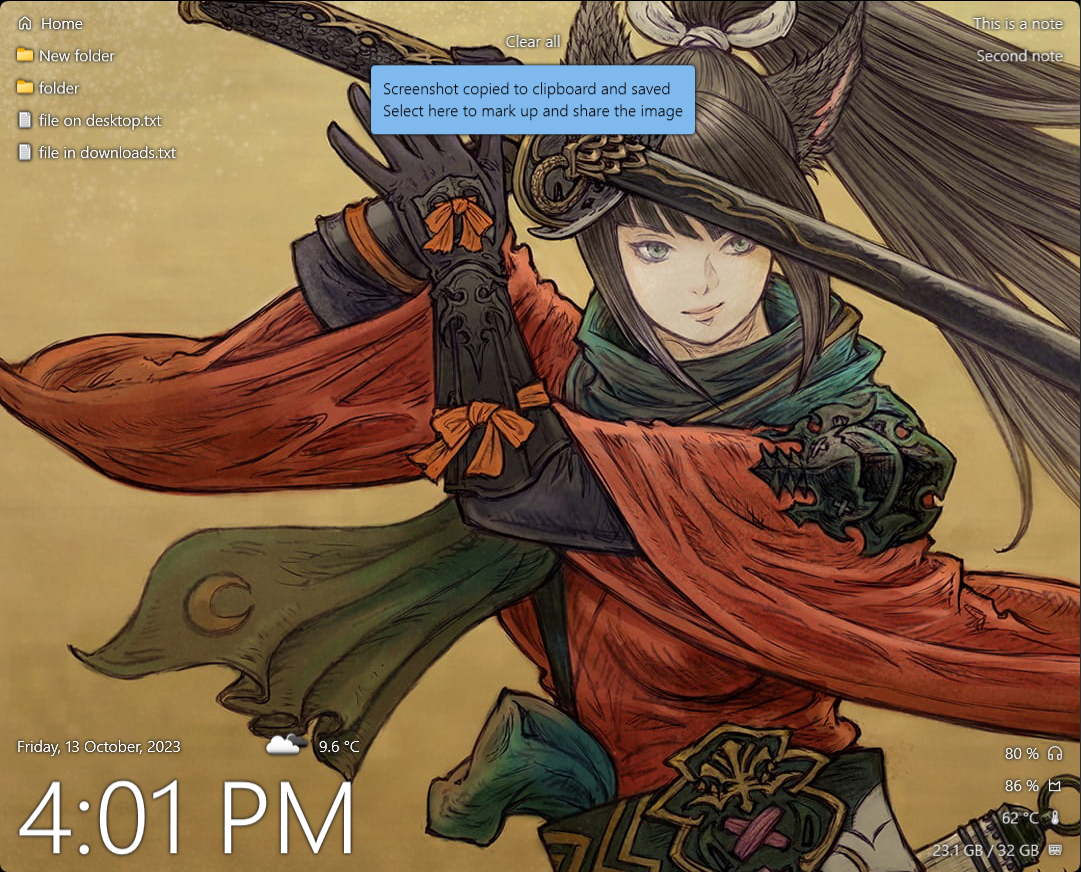 Home
New folder
folder
file on desktop.txt
file in downloads.txt
Clear all
Screenshot copied to clipboard and saved
Select here to mark up and share the image
This is a note
Second note
Friday, 13 October, 2023
9.6 °C
4:01 PM
80 %
86 %
62 °C
23.1 GB / 32 GB